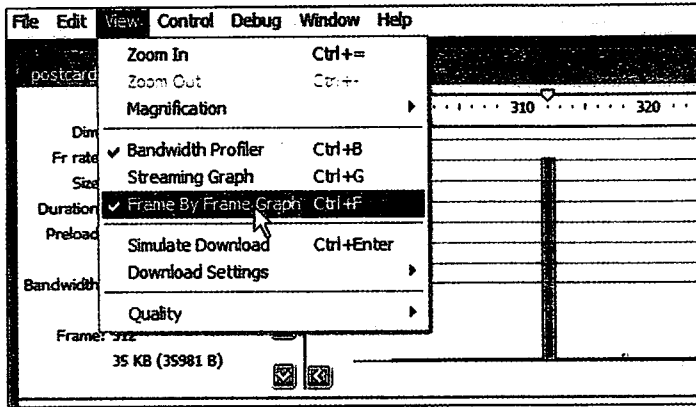 File Edit View Control Debug Window Help
postcard
Zoom In Ctrl+=
Zoom Out Ctrl+-
Magnification
310 320
Dim
Bandwidth Profiler Ctrl+B
Fr rate
Streaming Graph Ctrl+G
Size
Frame By Frame Graph Ctrl+F
Duration
Preload
Simulate Download Ctrl+Enter
Download Settings
Bandwidth
Quality
Frame: 312
35 KB (35981 B)